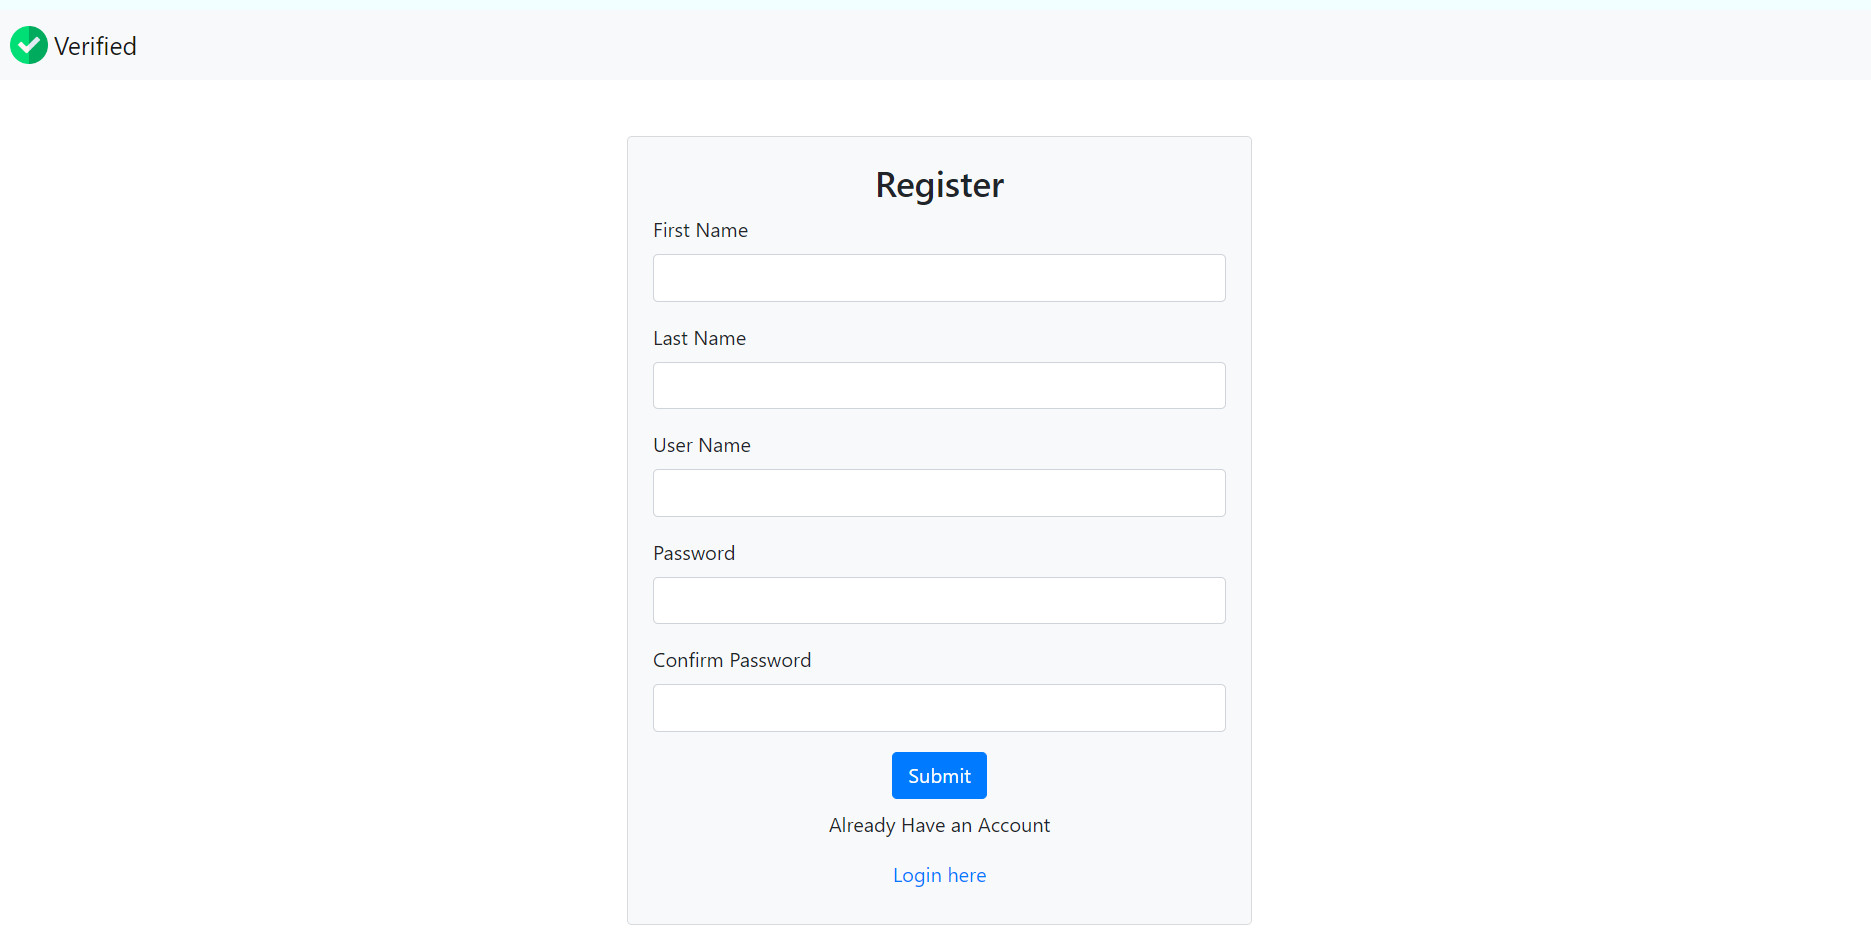 Verified
Register
First Name
Last Name
User Name
Password
Confirm Password
Submit
Already Have an Account
Login here